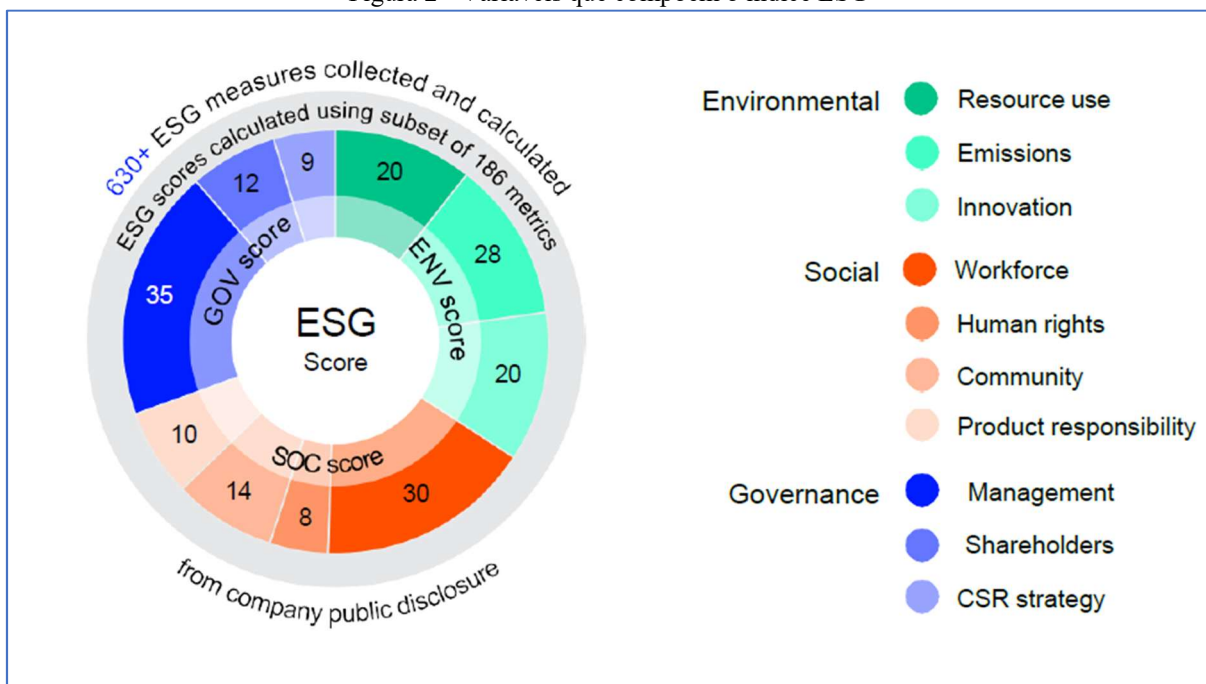 630+ ESG measures collected and calculated
ESG scores calculated using subset of 186 metrics
9
12
20
GOV score
ENV score
28
35
ESG
Score
20
10
SOC score
14
30
8
from company public disclosure
Environmental
Resource use
Emissions
Innovation
Social
Workforce
Human rights
Community
Product responsibility
Governance
Management
Shareholders
CSR strategy